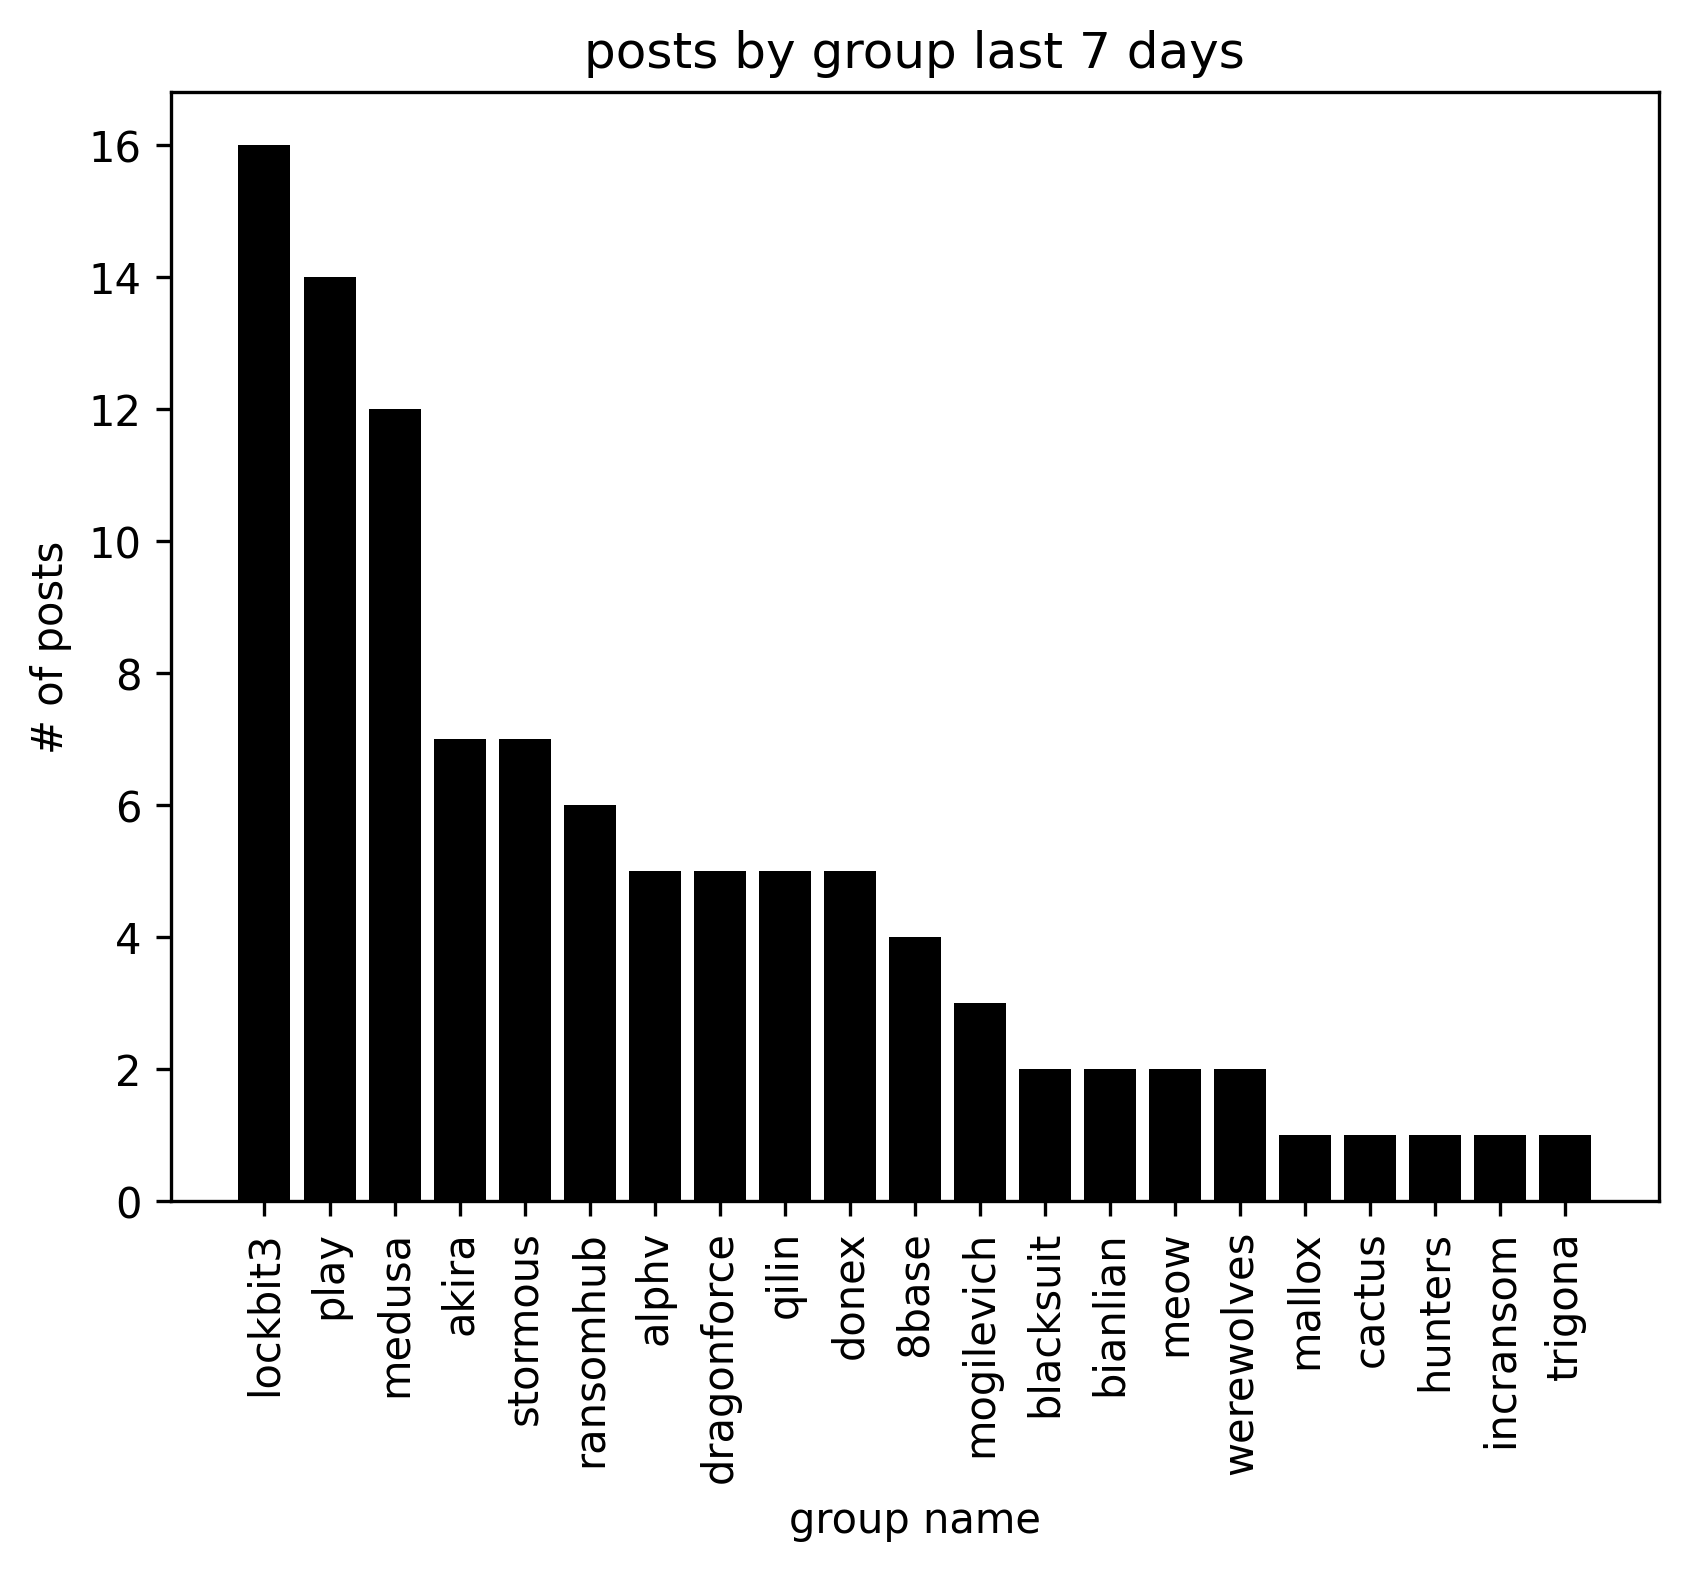 posts by group last 7 days
# of posts
16
14
12
10
8
6
4
2
0
lockbit3
play
medusa
akira
stormous
ransomhub
alphv
dragonforce
qilin
donex
8base
mogilevich
blacksuit
bianlian
meow
werewolves
mallox
cactus
hunters
incransom
trigona
group name